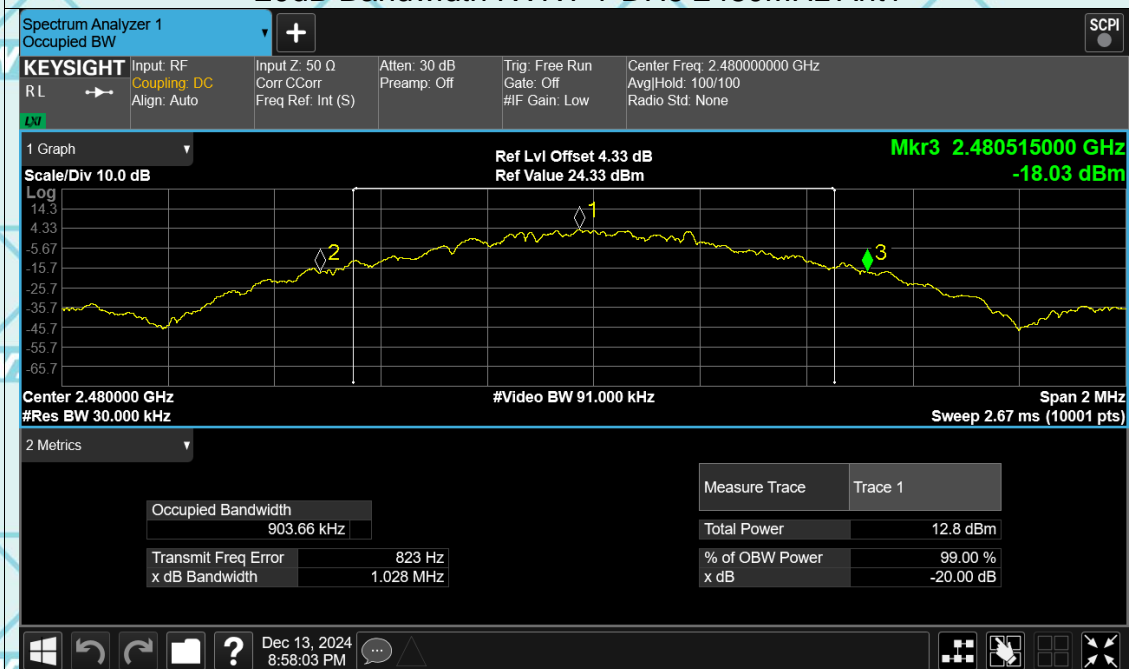 Spectrum Analyzer 1
Occupied BW
SCPI
KEYSIGHT
R L
LXI
Input: RF
Coupling: DC
Align: Auto
Input Z: 50 Ω
Corr CCorr
Freq Ref: Int (S)
Atten: 30 dB
Preamp: Off
Trig: Free Run
Gate: Off
#IF Gain: Low
Center Freq: 2.480000000 GHz
Avg|Hold: 100/100
Radio Std: None
1 Graph
Scale/Div 10.0 dB
Ref Lvl Offset 4.33 dB
Ref Value 24.33 dBm
Mkr3 2.480515000 GHz
-18.03 dBm
Log
14.3
4.33
-5.67
-15.7
-25.7
-35.7
-45.7
-55.7
-65.7
1
2
3
Center 2.480000 GHz
#Video BW 91.000 kHz
Span 2 MHz
#Res BW 30.000 kHz
Sweep 2.67 ms (10001 pts)
2 Metrics
Measure Trace
Trace 1
Occupied Bandwidth
903.66 kHz
Total Power
12.8 dBm
Transmit Freq Error
823 Hz
% of OBW Power
99.00 %
x dB Bandwidth
1.028 MHz
x dB
-20.00 dB
?
Dec 13, 2024
8:58:03 PM